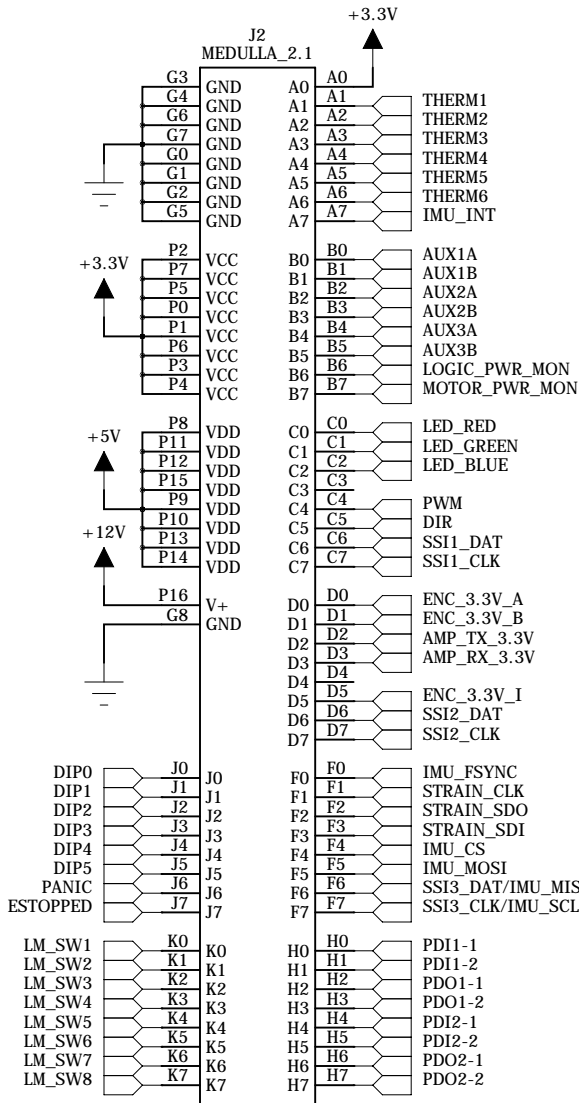 +3.3V
J2
MEDULLA_2.1
G3 GND A0 A0
G4 GND A1 A1 THERM1
G6 GND A2 A2 THERM2
G7 GND A3 A3 THERM3
G0 GND A4 A4 THERM4
G1 GND A5 A5 THERM5
G2 GND A6 A6 THERM6
G5 GND A7 A7 IMU_INT
P2 VCC B0 B0 AUX1A
+3.3V P7 VCC B1 B1 AUX1B
P5 VCC B2 B2 AUX2A
P0 VCC B3 B3 AUX2B
P1 VCC B4 B4 AUX3A
P6 VCC B5 B5 AUX3B
P3 VCC B6 B6 LOGIC_PWR_MON
P4 VCC B7 B7 MOTOR_PWR_MON
P8 VDD C0 C0 LED_RED
+5V P11 VDD C1 C1 LED_GREEN
P12 VDD C2 C2 LED_BLUE
P15 VDD C3 C3
P9 VDD C4 C4 PWM
P10 VDD C5 C5 DIR
+12V P13 VDD C6 C6 SSI1_DAT
P14 VDD C7 C7 SSI1_CLK
P16 V+ D0 D0 ENC_3.3V_A
G8 GND D1 D1 ENC_3.3V_B
D2 D2 AMP_TX_3.3V
D3 D3 AMP_RX_3.3V
D4 D4
D5 D5 ENC_3.3V_I
D6 D6 SSI2_DAT
D7 D7 SSI2_CLK
DIP0 J0 J0 F0 F0 IMU_FSYNC
DIP1 J1 J1 F1 F1 STRAIN_CLK
DIP2 J2 J2 F2 F2 STRAIN_SDO
DIP3 J3 J3 F3 F3 STRAIN_SDI
DIP4 J4 J4 F4 F4 IMU_CS
DIP5 J5 J5 F5 F5 IMU_MOSI
PANIC J6 J6 F6 F6 SSI3_DAT/IMU_MIS
ESTOPPED J7 J7 F7 F7 SSI3_CLK/IMU_SCL
LM_SW1 K0 K0 H0 H0 PDI1-1
LM_SW2 K1 K1 H1 H1 PDI1-2
LM_SW3 K2 K2 H2 H2 PDO1-1
LM_SW4 K3 K3 H3 H3 PDO1-2
LM_SW5 K4 K4 H4 H4 PDI2-1
LM_SW6 K5 K5 H5 H5 PDI2-2
LM_SW7 K6 K6 H6 H6 PDO2-1
LM_SW8 K7 K7 H7 H7 PDO2-2